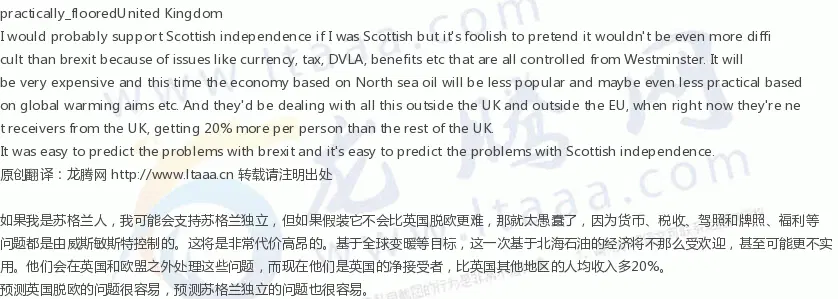 practically_flooredUnited Kingdom
I would probably support Scottish independence if I was Scottish but it's foolish to pretend it wouldn't be even more diffi
cult than brexit because of issues like currency, tax, DVLA, benefits etc that are all controlled from Westminster. It will
be very expensive and this time the economy based on North sea oil will be less popular and maybe even less practical based
on global warming aims etc. And they'd be dealing with all this outside the UK and outside the EU, when right now they're ne
t receivers from the UK, getting 20% more per person than the rest of the UK.
It was easy to predict the problems with brexit and it's easy to predict the problems with Scottish independence.
原创翻译：龙腾网 http://www.ltaaa.cn 转载请注明出处
如果我是苏格兰人，我可能会支持苏格兰独立，但如果假装它不会比英国脱欧更难，那就太愚蠢了，因为货币、税收、驾照和牌照、福利等
问题都是由威斯敏斯特控制的。这将是非常代价高昂的。基于全球变暖等目标，这一次基于北海石油的经济将不那么受欢迎，甚至可能更不实
用。他们会在英国和欧盟之外处理这些问题，而现在他们是英国的净接受者，比英国其他地区的人均收入多20%。
预测英国脱欧的问题很容易，预测苏格兰独立的问题也很容易。
龙腾网